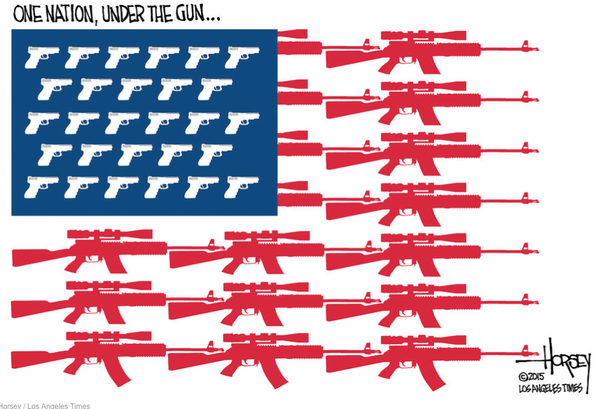 ONE NATION, UNDER THE GUN...
HORSEY
©2015
LOS ANGELES TIMES
Horsey / Los Angeles Times